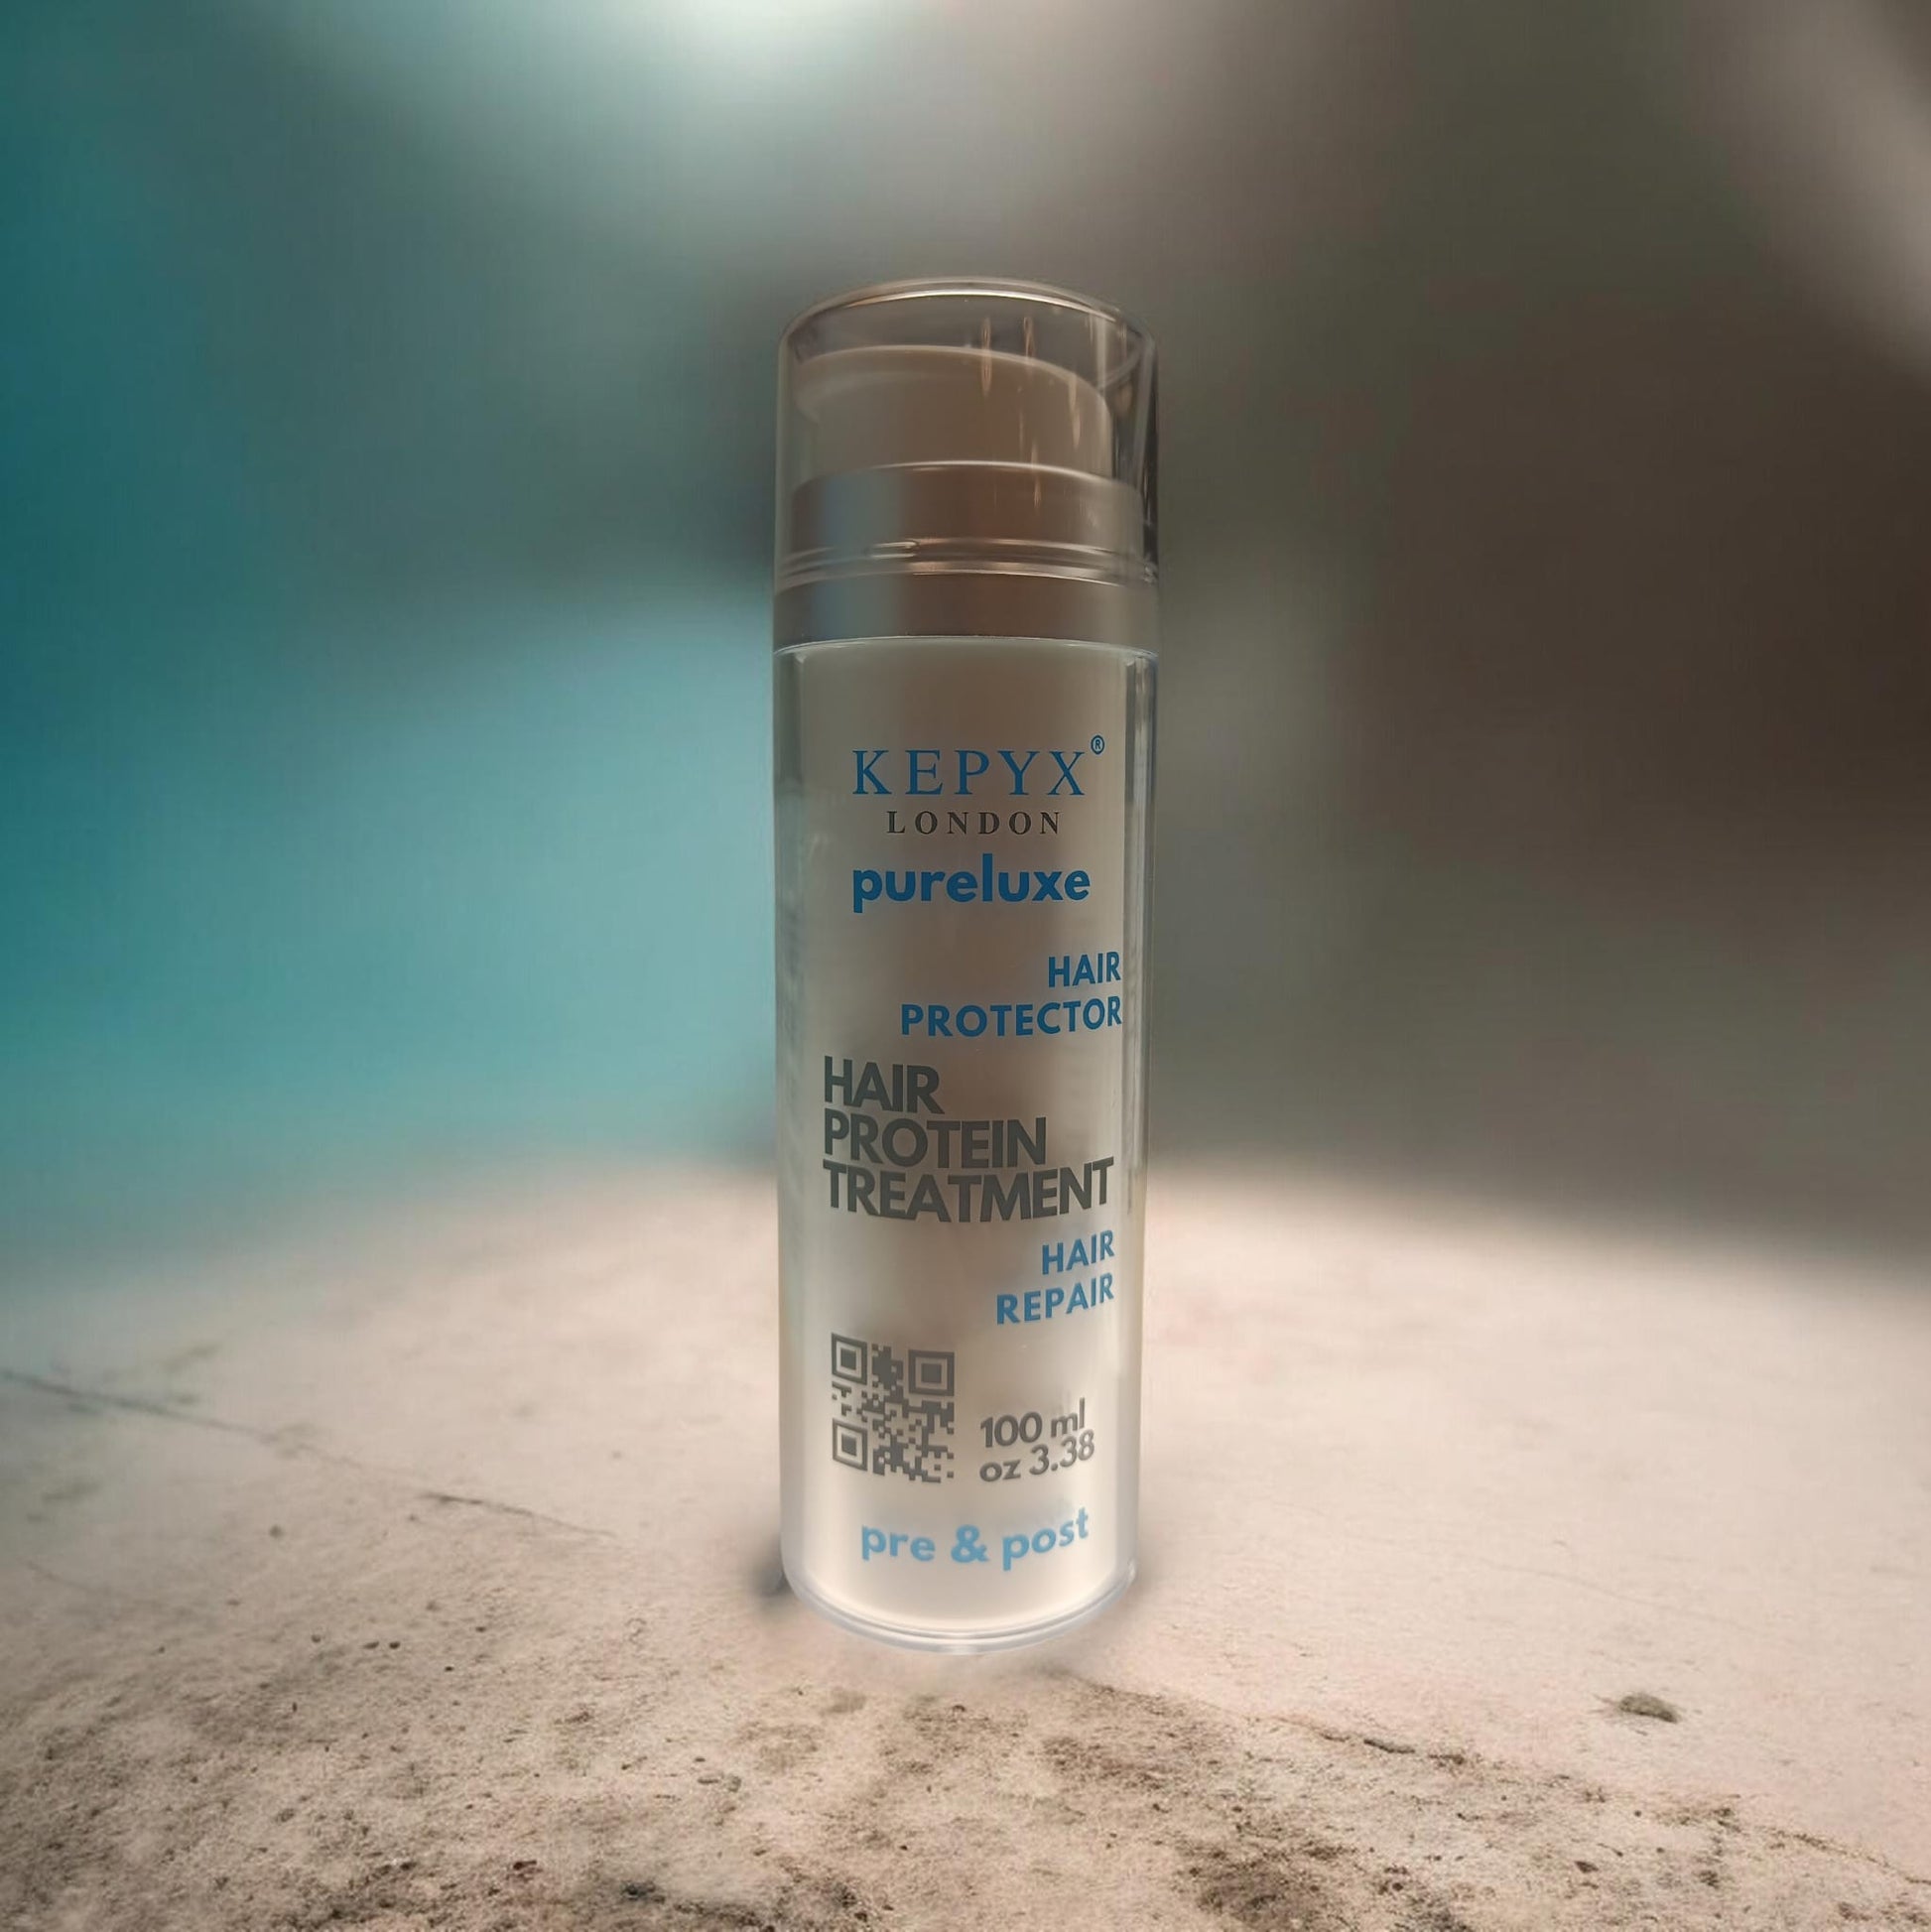 KEPYX®
LONDON
pureluxe
HAIR
PROTECTOR
HAIR
PROTEIN
TREATMENT
HAIR
REPAIR
100 ml
oz 3.38
pre & post